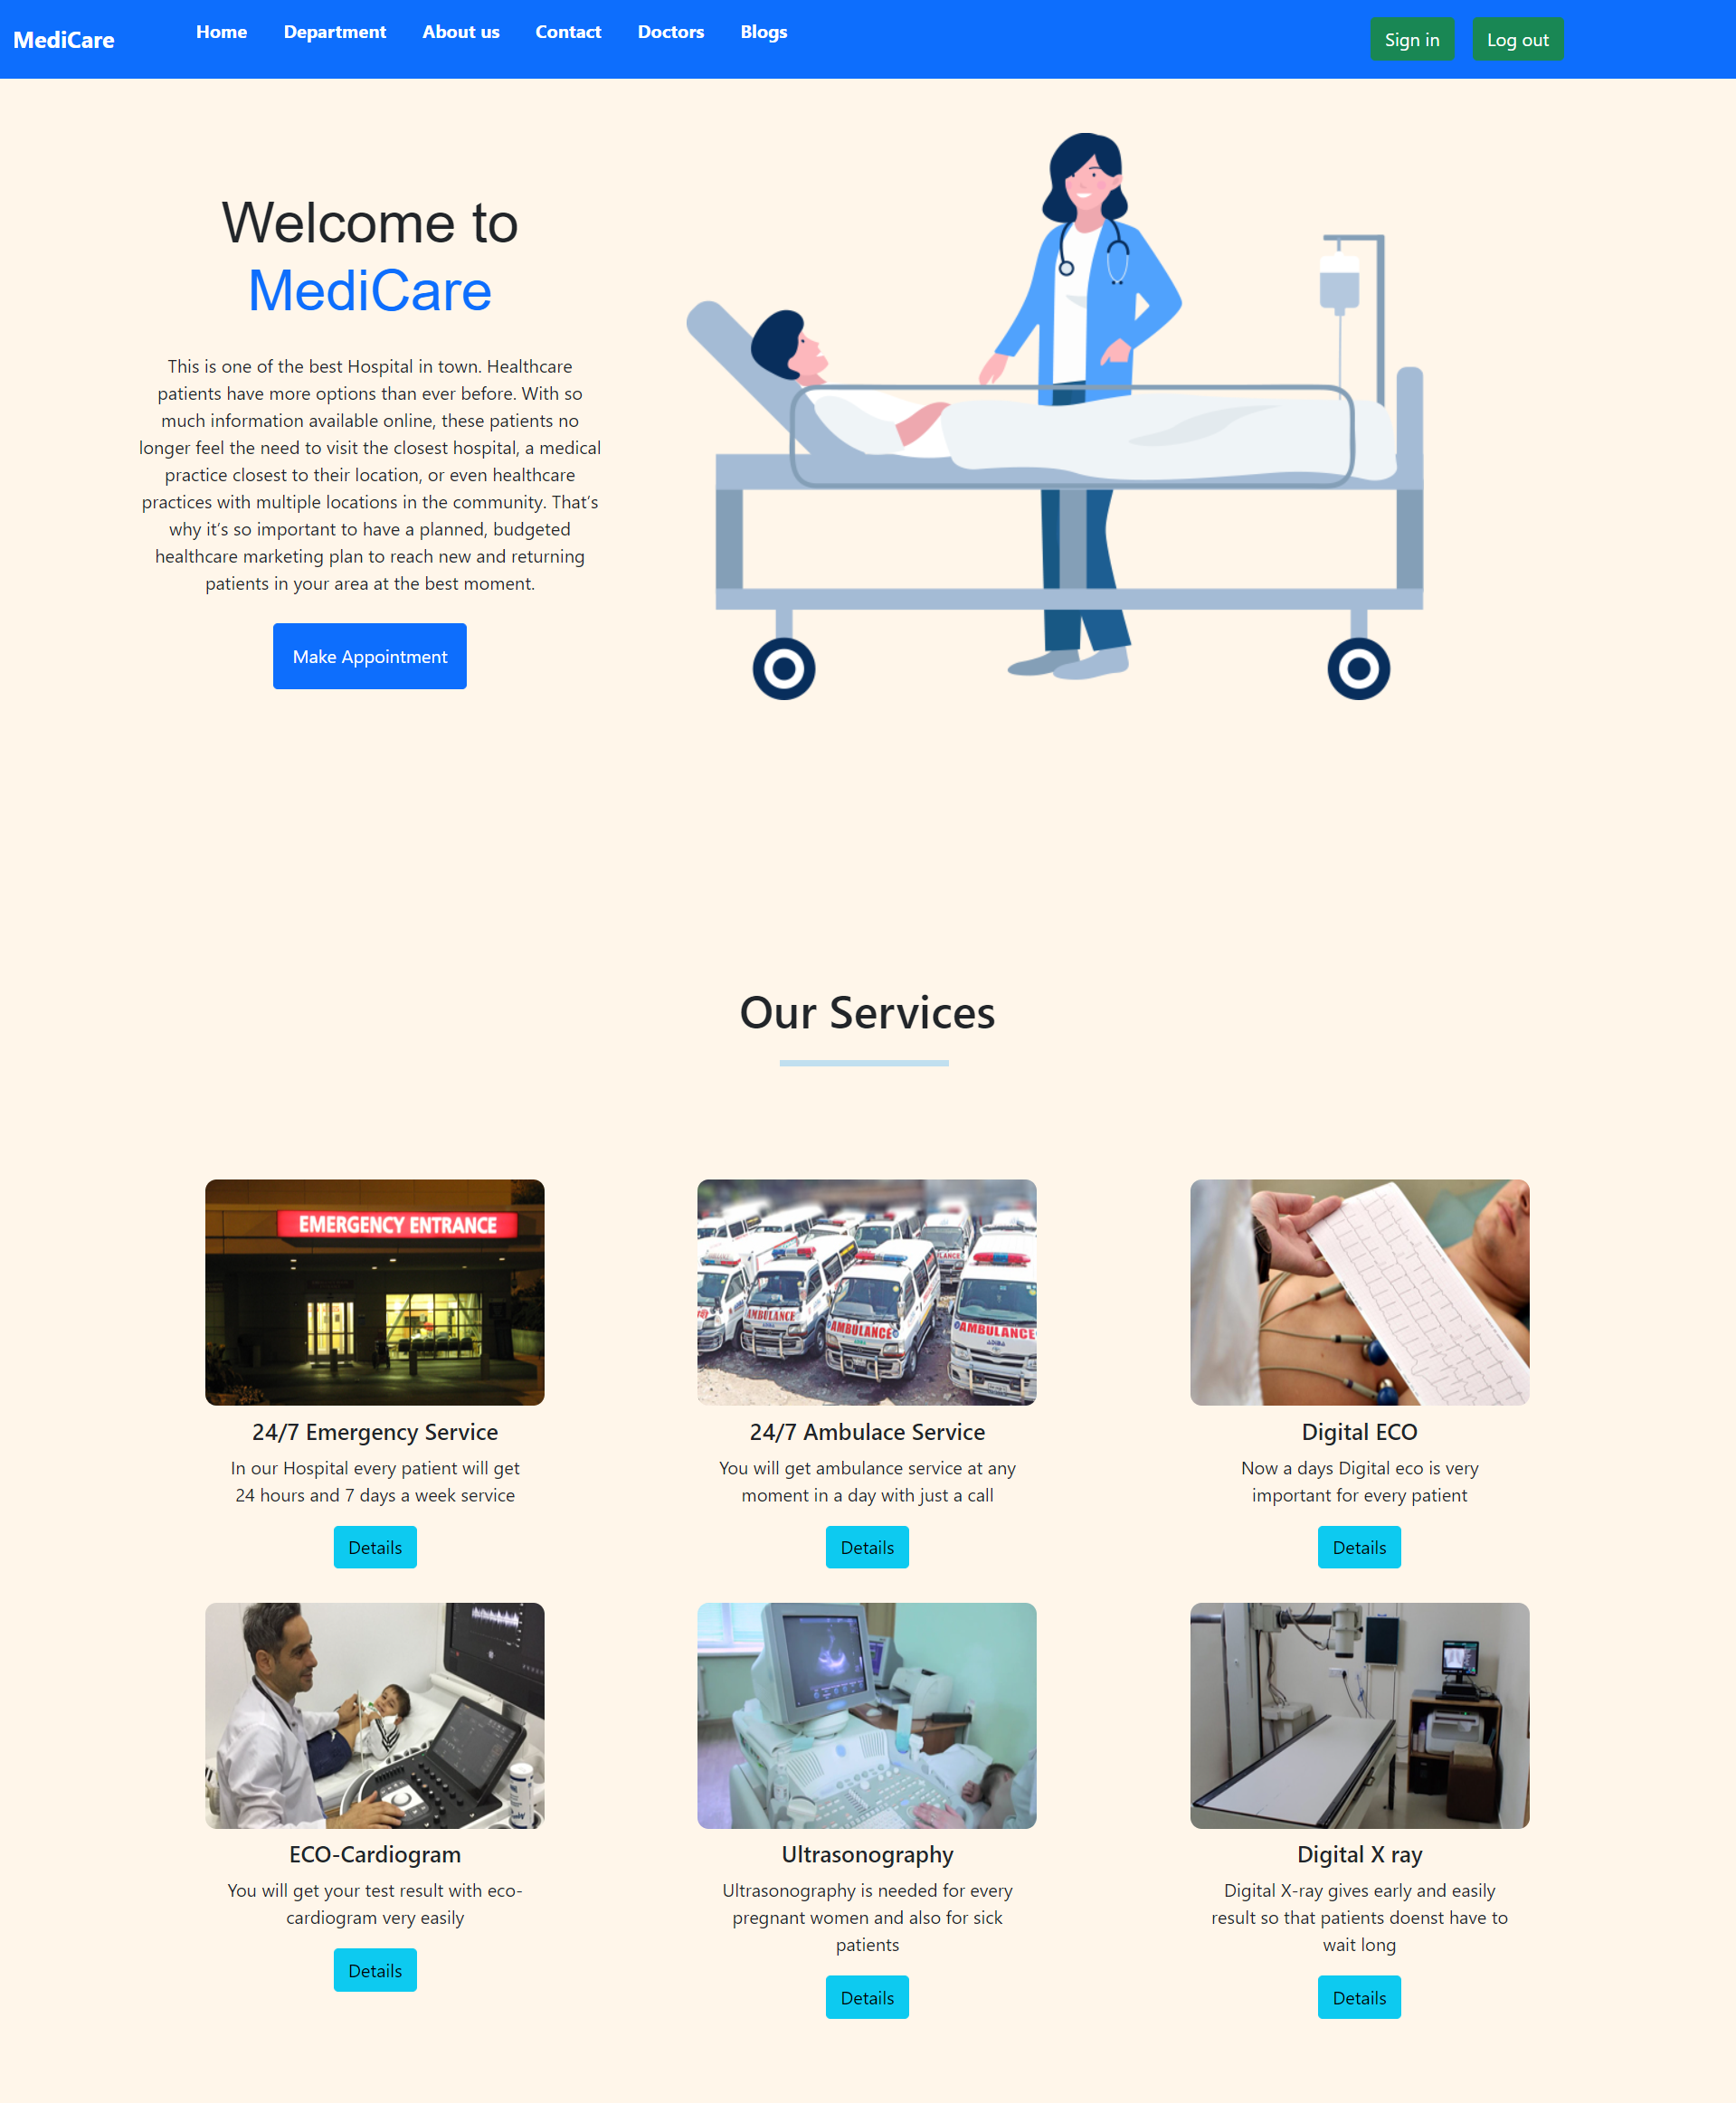 MediCare
Home Department About us Contact Doctors Blogs
Sign in Log out
Welcome to
MediCare
This is one of the best Hospital in town. Healthcare
patients have more options than ever before. With so
much information available online, these patients no
longer feel the need to visit the closest hospital, a medical
practice closest to their location, or even healthcare
practices with multiple locations in the community. That’s
why it’s so important to have a planned, budgeted
healthcare marketing plan to reach new and returning
patients in your area at the best moment.
Make Appointment
Our Services
EMERGENCY ENTRANCE
24/7 Emergency Service
In our Hospital every patient will get
24 hours and 7 days a week service
Details
AMBULANCE
AMBULANCE
AMBULANCE
24/7 Ambulace Service
You will get ambulance service at any
moment in a day with just a call
Details
Digital ECO
Now a days Digital eco is very
important for every patient
Details
ECO-Cardiogram
You will get your test result with eco-
cardiogram very easily
Details
Ultrasonography
Ultrasonography is needed for every
pregnant women and also for sick
patients
Details
Digital X ray
Digital X-ray gives early and easily
result so that patients doenst have to
wait long
Details